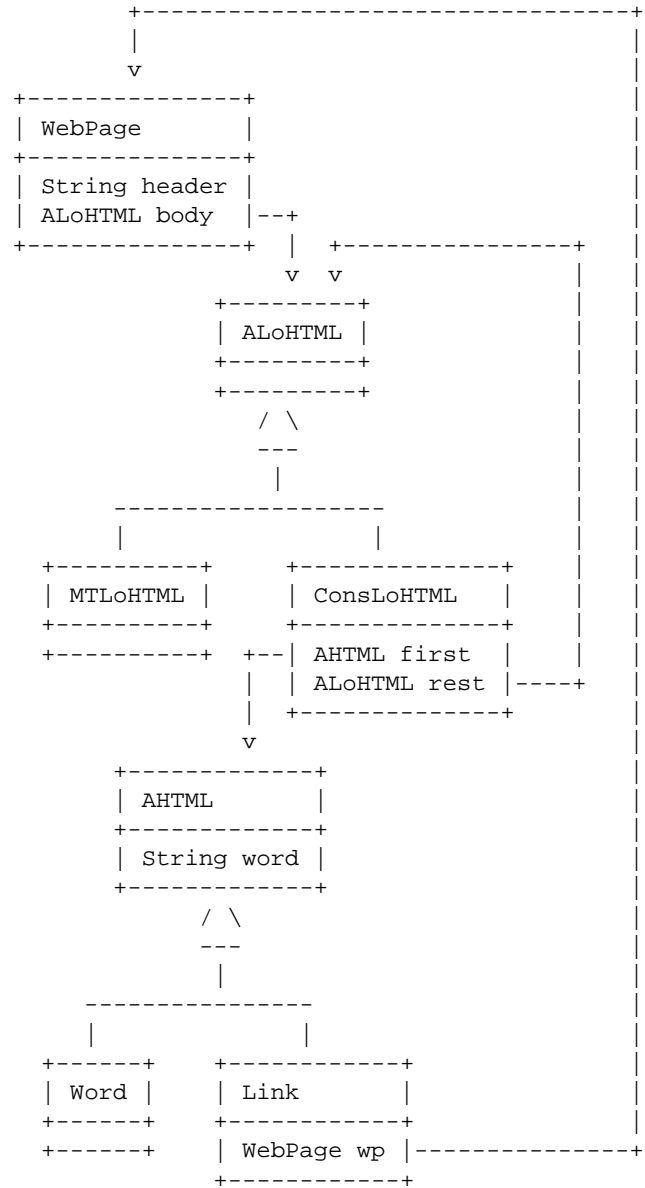 WebPage
String header
ALoHTML body
ALoHTML
MTLoHTML
ConsLoHTML
AHTML first
ALoHTML rest
AHTML
String word
Word
Link
WebPage wp